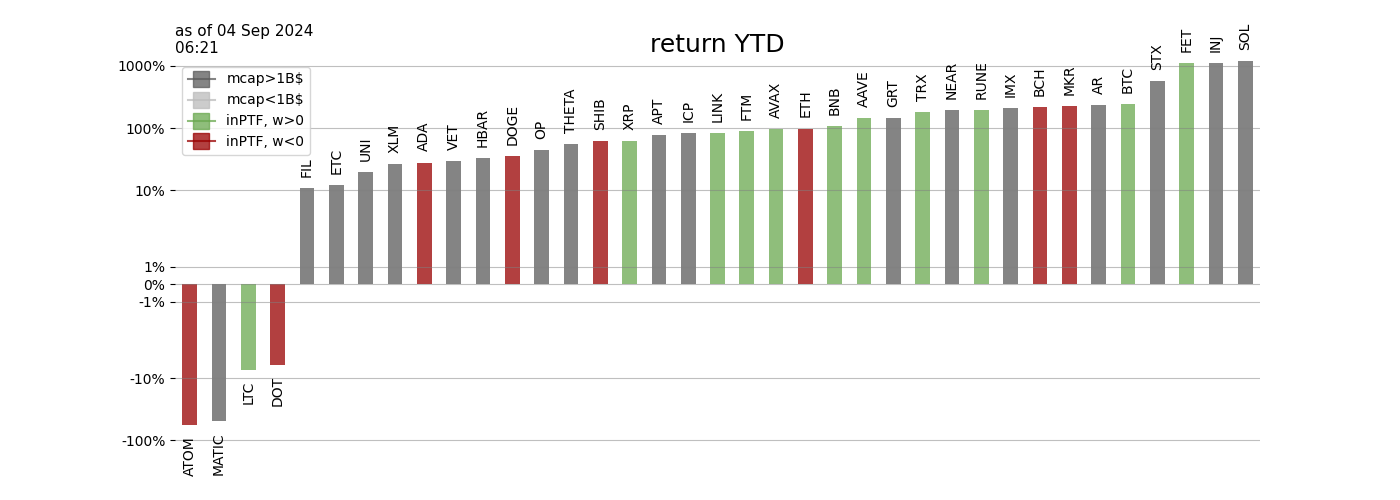 as of 04 Sep 2024
06:21
return YTD
1000%
100%
10%
1%
0%
-1%
-10%
-100%
mcap>1B$
mcap<1B$
inPTF, w>0
inPTF, w<0
ATOM
MATIC
LTC
DOT
FIL
ETC
UNI
XLM
ADA
VET
HBAR
DOGE
OP
THETA
SHIB
XRP
APT
ICP
LINK
FTM
AVAX
ETH
BNB
AAVE
GRT
TRX
NEAR
RUNE
IMX
BCH
MKR
AR
BTC
STX
FET
INJ
SOL